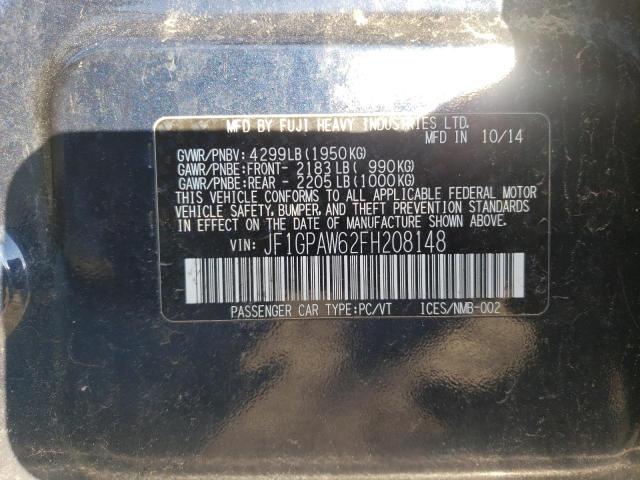 MFD BY FUJI HEAVY INDUSTRIES LTD.
MFD IN 10/14
GVWR/PNBV: 4299LB(1950KG)
GAWR/PNBE:FRONT- 2183LB( 990KG)
GAWR/PNBE:REAR - 2205LB(1000KG)
THIS VEHICLE CONFORMS TO ALL APPLICABLE FEDERAL MOTOR
VEHICLE SAFETY, BUMPER, AND THEFT PREVENTION STANDARDS
IN EFFECT ON THE DATE OF MANUFACTURE SHOWN ABOVE.
VIN: JF1GPAW62FH208148
PASSENGER CAR TYPE:PC/VT ICES/NMB-002